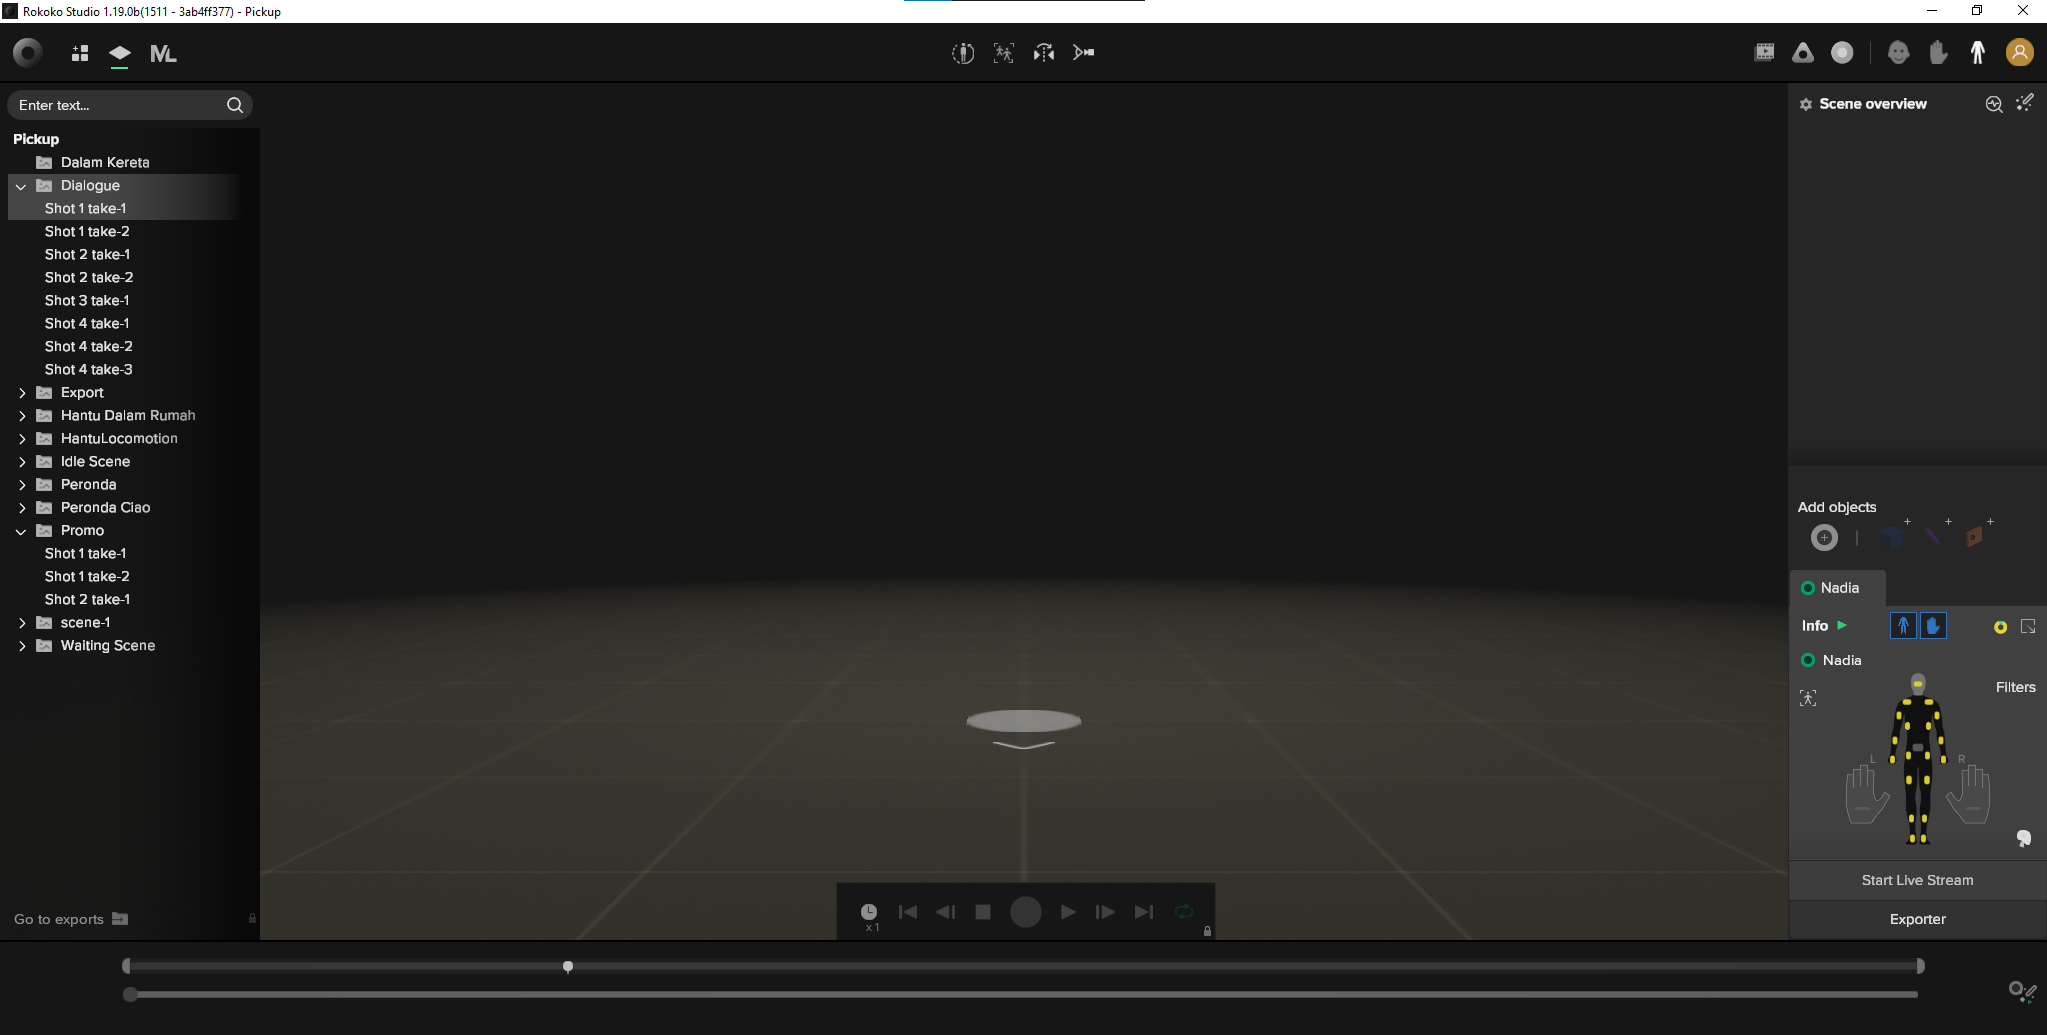 Rokoko Studio 1.19.0b(1511 - 3ab4ff377) - Pickup
ML
Enter text...
Pickup
Dalam Kereta
Dialogue
Shot 1 take-1
Shot 1 take-2
Shot 2 take-1
Shot 2 take-2
Shot 3 take-1
Shot 4 take-1
Shot 4 take-2
Shot 4 take-3
Export
Hantu Dalam Rumah
HantuLocomotion
Idle Scene
Peronda
Peronda Ciao
Promo
Shot 1 take-1
Shot 1 take-2
Shot 2 take-1
scene-1
Waiting Scene
Go to exports
x 1
Scene overview
Add objects
Nadia
Info
Nadia
Filters
L R
Start Live Stream
Exporter